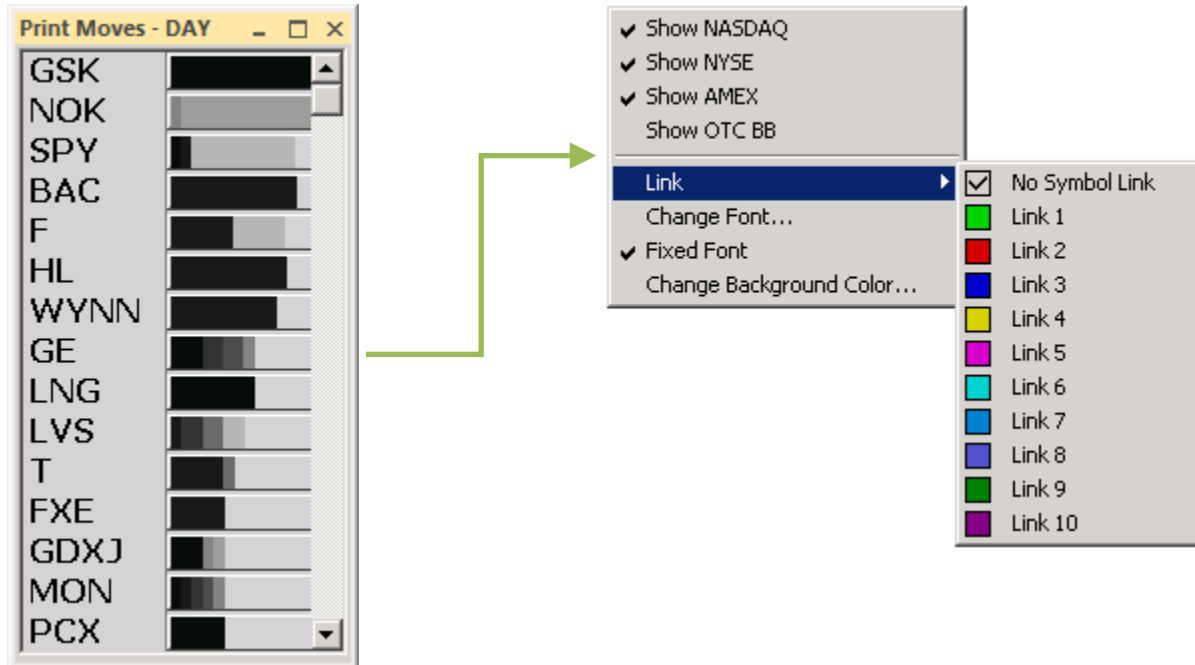 Print Moves - DAY
GSK
NOK
SPY
BAC
F
HL
WYNN
GE
LNG
LVS
T
FXE
GDXJ
MON
PCX
Show NASDAQ
Show NYSE
Show AMEX
Show OTC BB
Link
Change Font...
Fixed Font
Change Background Color...
No Symbol Link
Link 1
Link 2
Link 3
Link 4
Link 5
Link 6
Link 7
Link 8
Link 9
Link 10